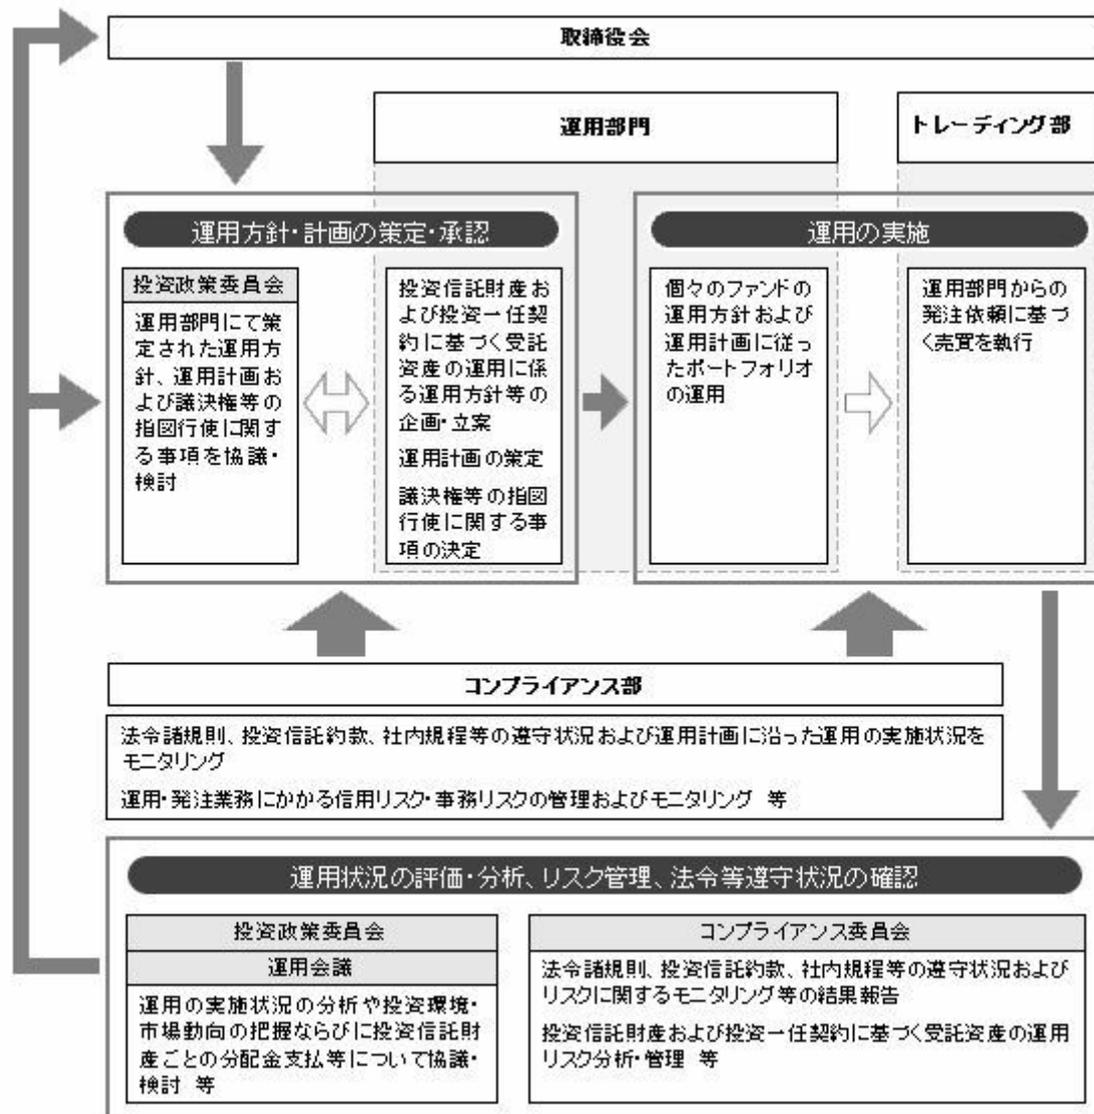 取締役会
運用部門
トレーディング部
運用方針・計画の策定・承認
投資政策委員会
運用部門にて策
定された運用方
針、運用計画お
よび議決権等の
指図行使に関す
る事項を協議・
検討
投資信託財産お
よび投資一任契
約に基づく受託
資産の運用に係
る運用方針等の
企画・立案
運用計画の策定
議決権等の指図
行使に関する事
項の決定
運用の実施
個々のファンドの
運用方針および
運用計画に従っ
たポートフォリオ
の運用
運用部門からの
発注依頼に基づ
く売買を執行
コンプライアンス部
法令諸規則、投資信託約款、社内規程等の遵守状況および運用計画に沿った運用の実施状況を
モニタリング
運用・発注業務にかかる信用リスク・事務リスクの管理およびモニタリング 等
運用状況の評価・分析、リスク管理、法令等遵守状況の確認
投資政策委員会
運用会議
運用の実施状況の分析や投資環境・
市場動向の把握ならびに投資信託財
産ごとの分配金支払等について協議・
検討 等
コンプライアンス委員会
法令諸規則、投資信託約款、社内規程等の遵守状況および
リスクに関するモニタリング等の結果報告
投資信託財産および投資一任契約に基づく受託資産の運用
リスク分析・管理 等